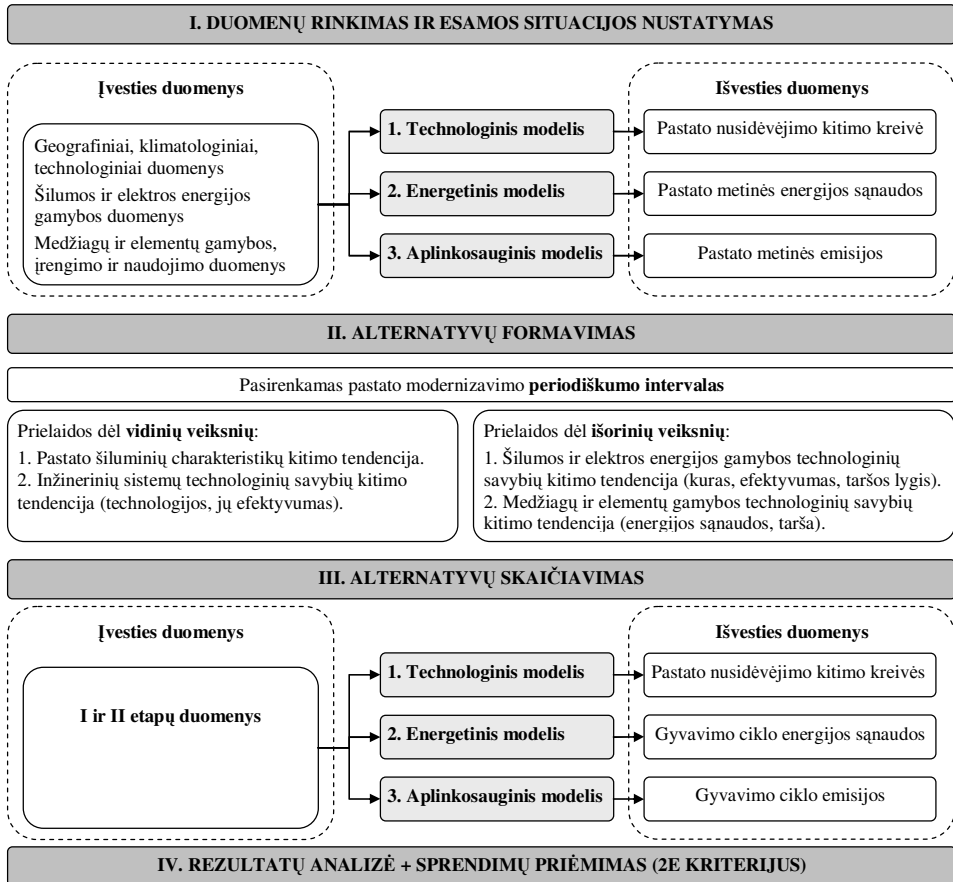 I. DUOMENŲ RINKIMAS IR ESAMOS SITUACIJOS NUSTATYMAS
Įvesties duomenys
Geografiniai, klimatologiniai,
technologiniai duomenys
Šilumos ir elektros energijos
gamybos duomenys
Medžiagų ir elementų gamybos,
įrengimo ir naudojimo duomenys
1. Technologinis modelis
2. Energetinis modelis
3. Aplinkosauginis modelis
Išvesties duomenys
Pastato nusidėvėjimo kitimo kreivė
Pastato metinės energijos sąnaudos
Pastato metinės emisijos
II. ALTERNATYVŲ FORMAVIMAS
Pasirenkamas pastato modernizavimo periodiškumo intervalas
Prielaidos dėl vidinių veiksnių:
1. Pastato šiluminių charakteristikų kitimo tendencija.
2. Inžinerinių sistemų technologinių savybių kitimo
tendencija (technologijos, jų efektyvumas).
Prielaidos dėl išorinių veiksnių:
1. Šilumos ir elektros energijos gamybos technologinių
savybių kitimo tendencija (kuras, efektyvumas, taršos lygis).
2. Medžiagų ir elementų gamybos technologinių savybių
kitimo tendencija (energijos sąnaudos, tarša).
III. ALTERNATYVŲ SKAIČIAVIMAS
Įvesties duomenys
I ir II etapų duomenys
1. Technologinis modelis
2. Energetinis modelis
3. Aplinkosauginis modelis
Išvesties duomenys
Pastato nusidėvėjimo kitimo kreivės
Gyvavimo ciklo energijos sąnaudos
Gyvavimo ciklo emisijos
IV. REZULTATŲ ANALIZĖ + SPRENDIMŲ PRIĖMIMAS (2E KRITERIJUS)